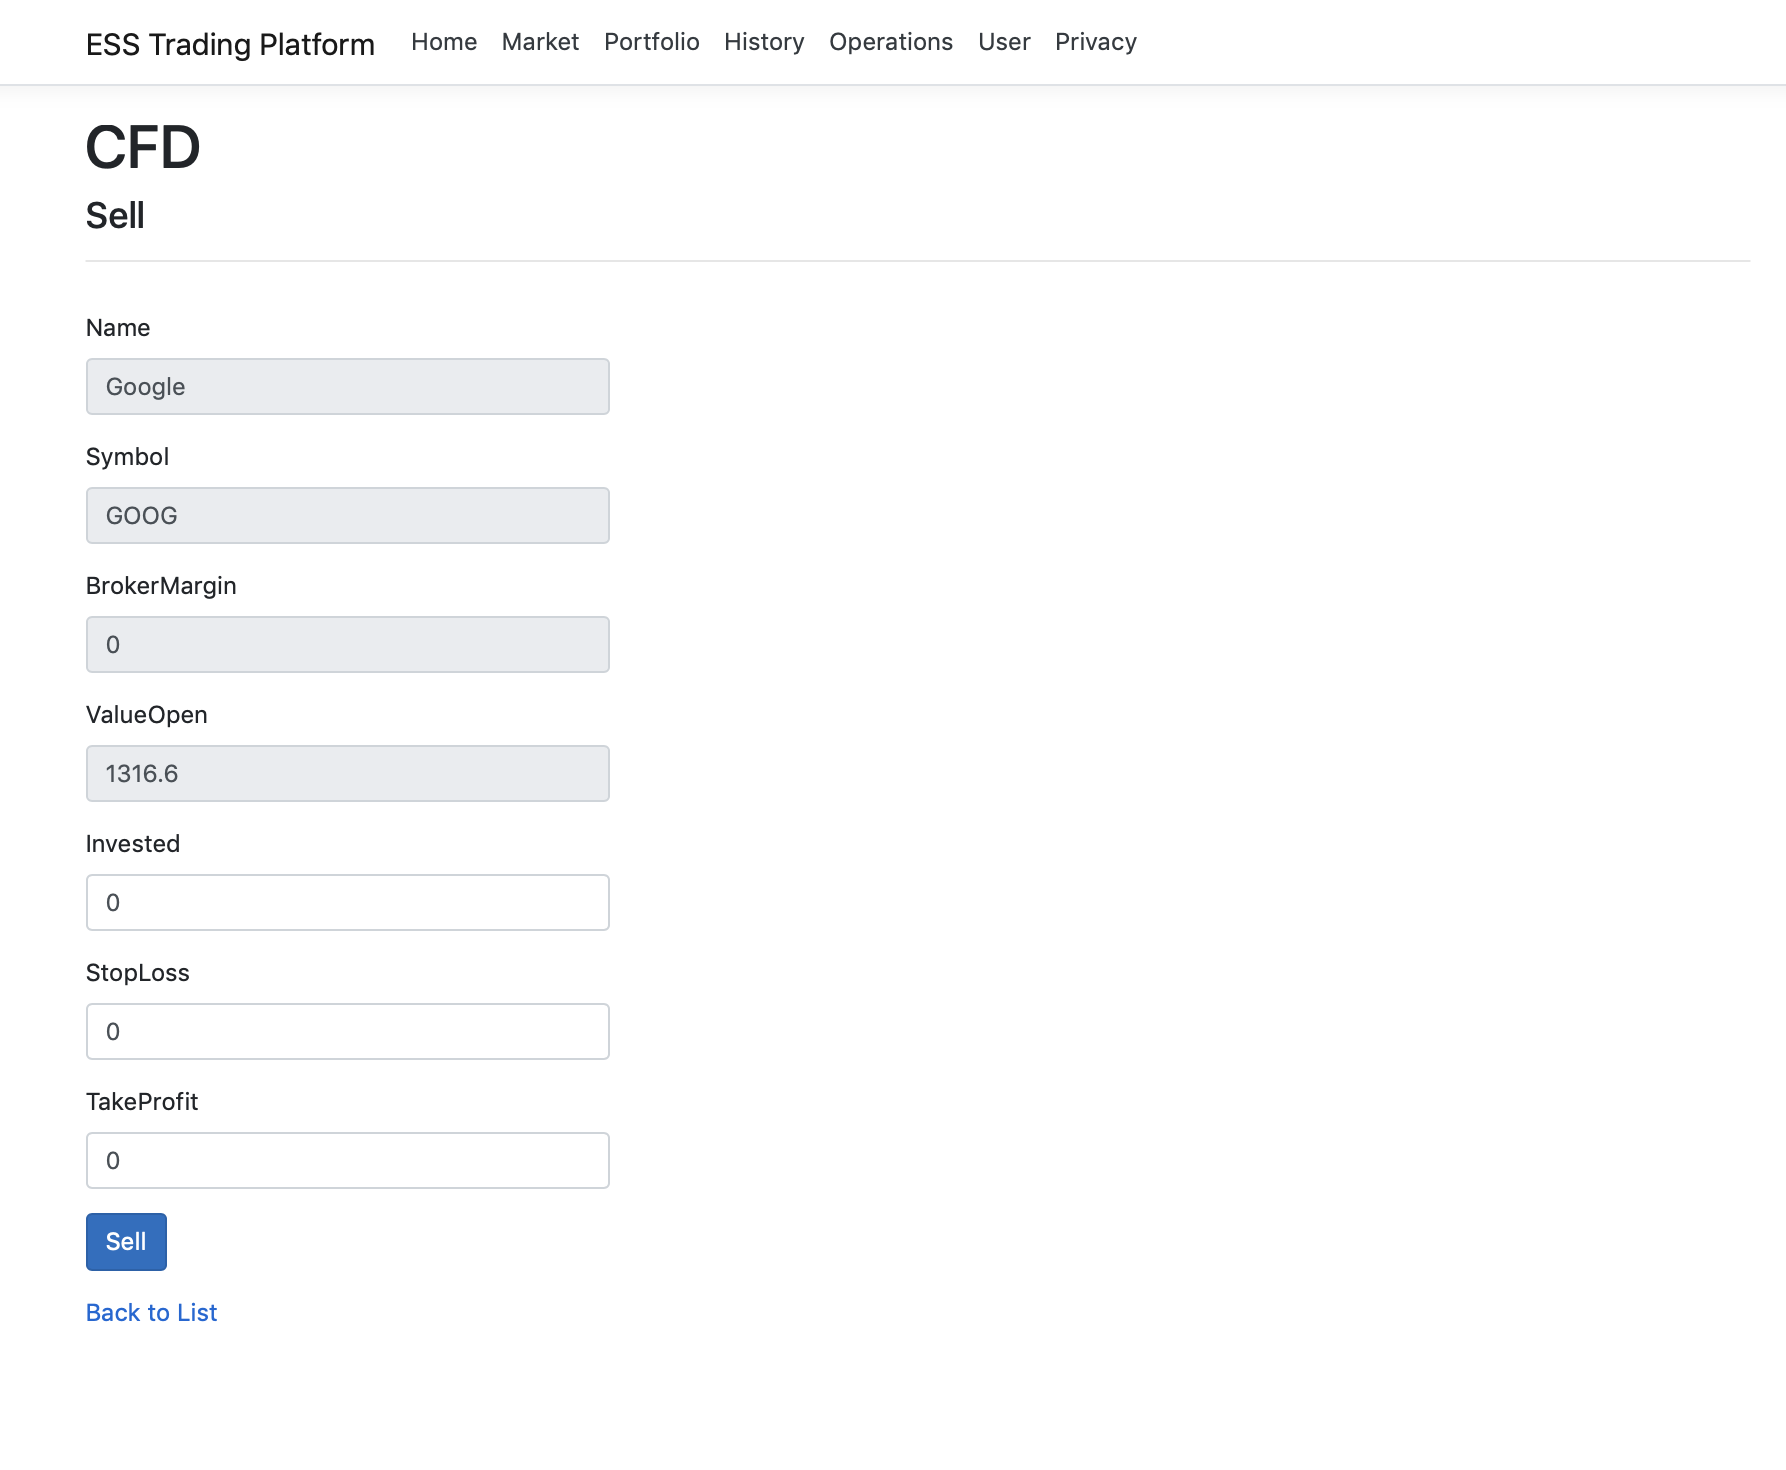 ESS Trading Platform Home Market Portfolio History Operations User Privacy
CFD
Sell
Name
Google
Symbol
GOOG
BrokerMargin
0
ValueOpen
1316.6
Invested
0
StopLoss
0
TakeProfit
0
Sell
Back to List